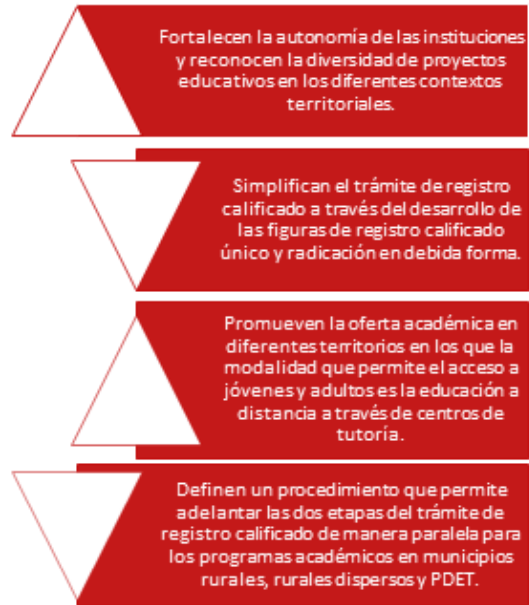 Fortalecen la autonomía de las instituciones
y reconocen la diversidad de proyectos
educativos en los diferentes contextos
territoriales.
Simplifican el trámite de registro
calificado a través del desarrollo de
las figuras de registro calificado
único y radicación en debida forma.
Promueven la oferta académica en
diferentes territorios en los que la
modalidad que permite el acceso a
jóvenes y adultos es la educación a
distancia a través de centros de
tutoría.
Definen un procedimiento que permite
adelantar las dos etapas del trámite de
registro calificado de manera paralela para
los programas académicos en municipios
rurales, rurales dispersos y PDET.